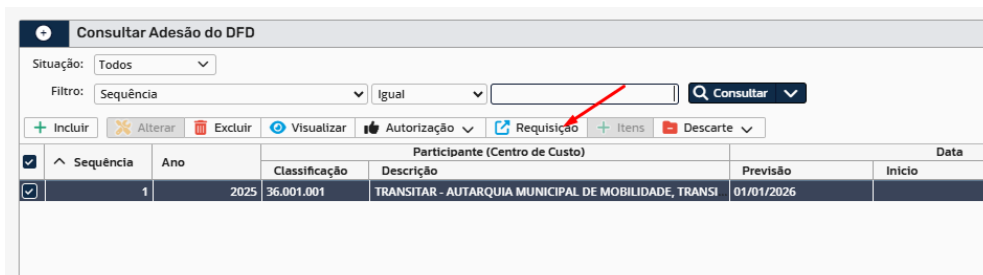 Consultar Adesão do DFD
Situação: Todos
Filtro: Sequência Igual Consultar
Incluir Alterar Excluir Visualizar Autorização Requisição Itens Descarte
Participante (Centro de Custo) Data
Sequência Ano Classificação Descrição Previsão Inicio
1 2025 36.001.001 TRANSITAR - AUTARQUIA MUNICIPAL DE MOBILIDADE, TRANSI 01/01/2026